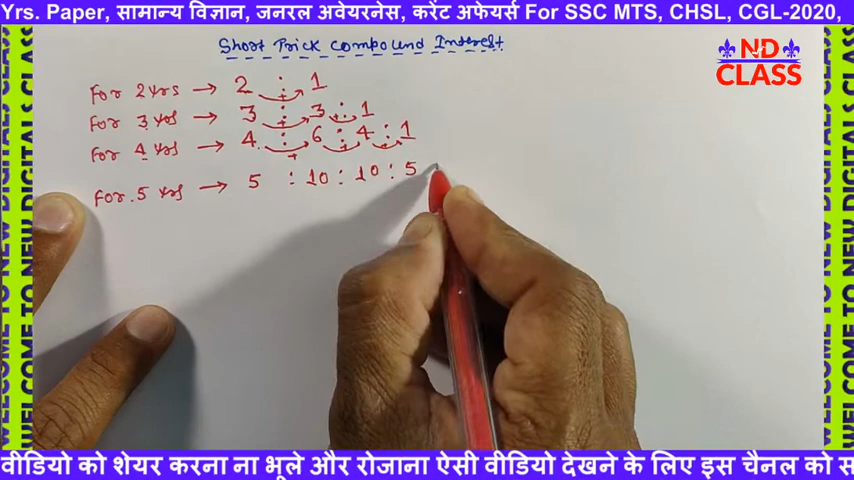 Yrs. Paper, सामान्य विज्ञान, जनरल अवेयरनेस, करेंट अफेयर्स For SSC MTS, CHSL, CGL-2020,
Short Trick Compound Interest
ND
CLASS
For 2 yrs → 2 : 1
For 3 yrs → 3 : 3 : 1
For 4 yrs → 4 : 6 : 4 : 1
For 5 yrs → 5 : 10 : 10 : 5
WELCOME TO NEW DIGITALS CLASS
वीडियो को शेयर करना ना भूले और रोजाना ऐसी वीडियो देखने के लिए इस चैनल को स